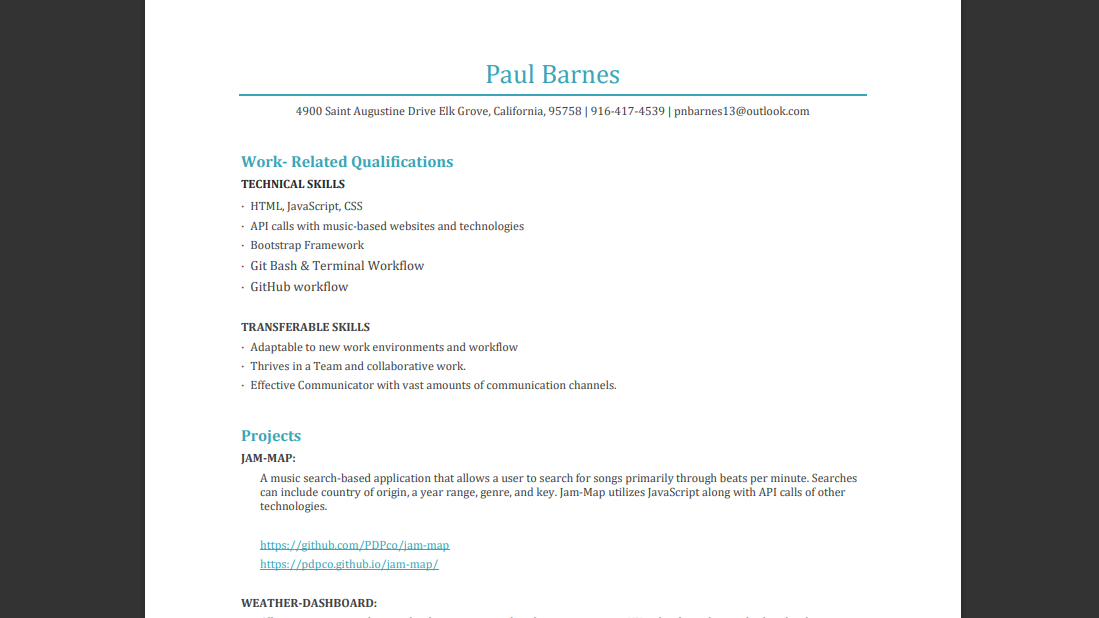 Paul Barnes
4900 Saint Augustine Drive Elk Grove, California, 95758 | 916-417-4539 | pnbarnes13@outlook.com
Work- Related Qualifications
TECHNICAL SKILLS
· HTML, JavaScript, CSS
· API calls with music-based websites and technologies
· Bootstrap Framework
· Git Bash & Terminal Workflow
· GitHub workflow
TRANSFERABLE SKILLS
· Adaptable to new work environments and workflow
· Thrives in a Team and collaborative work.
· Effective Communicator with vast amounts of communication channels.
Projects
JAM-MAP:
A music search-based application that allows a user to search for songs primarily through beats per minute. Searches
can include country of origin, a year range, genre, and key. Jam-Map utilizes JavaScript along with API calls of other
technologies.
https://github.com/PDPco/jam-map
https://pdpco.github.io/jam-map/
WEATHER-DASHBOARD: